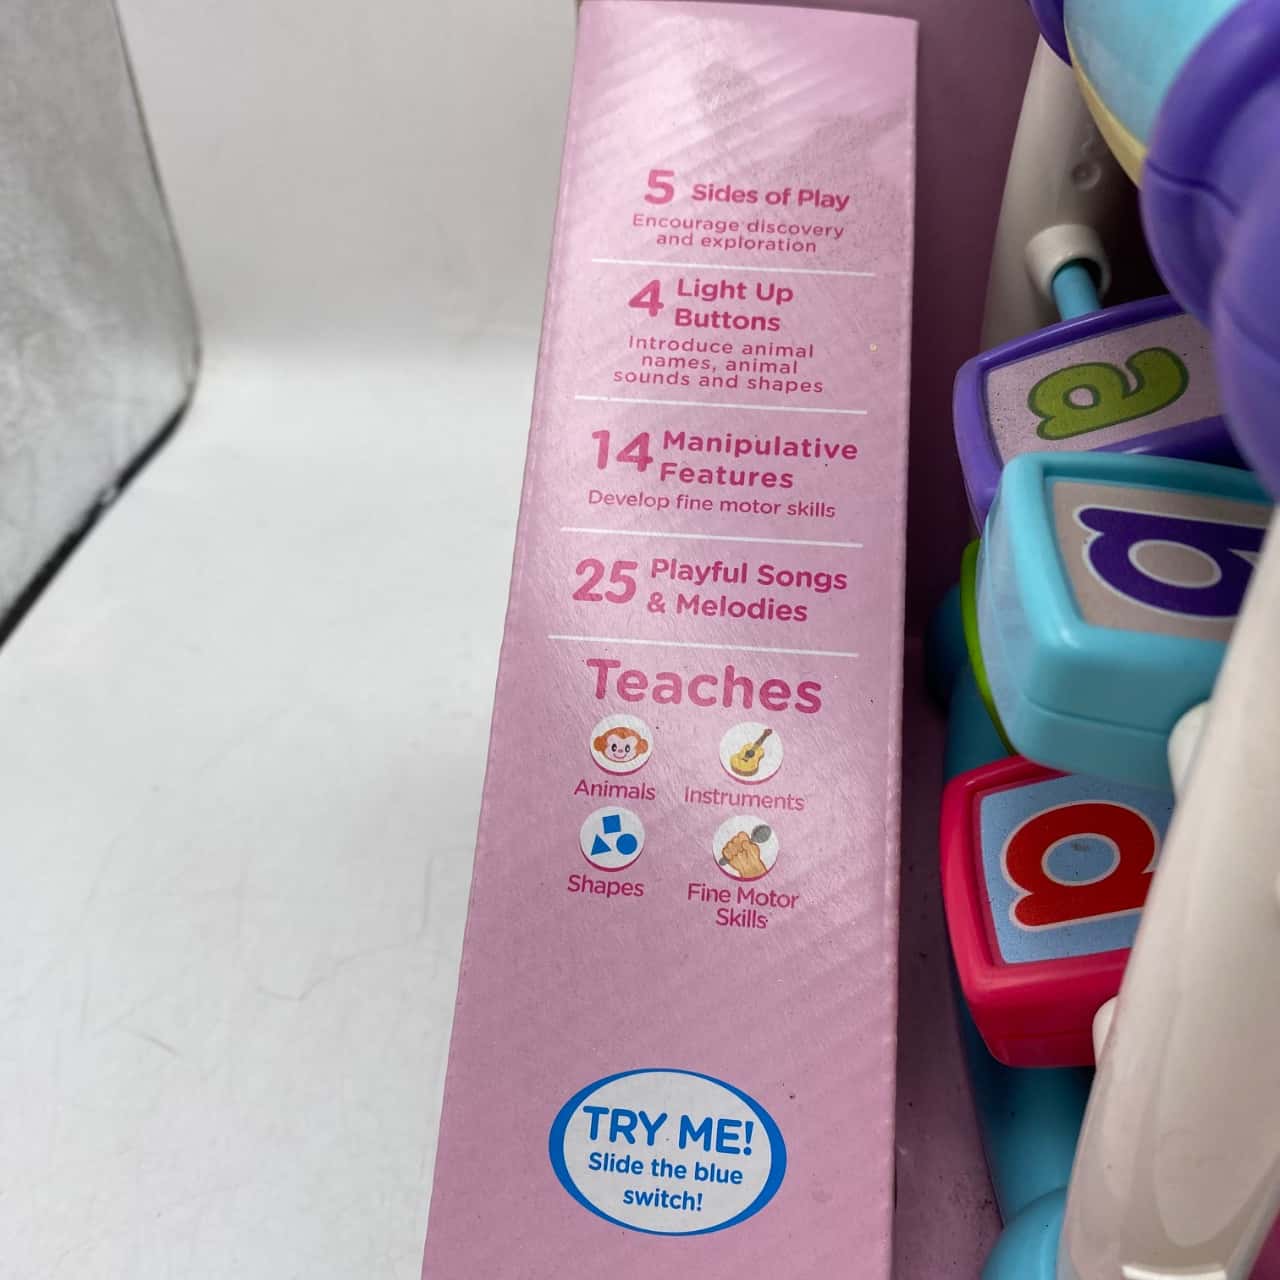 5 Sides of Play
Encourage discovery
and exploration
4 Light Up
Buttons
Introduce animal
names, animal
sounds and shapes
14 Manipulative
Features
Develop fine motor skills
25 Playful Songs
& Melodies
Teaches
Animals Instruments
Shapes Fine Motor
Skills
TRY ME!
Slide the blue
switch!
a
a
a